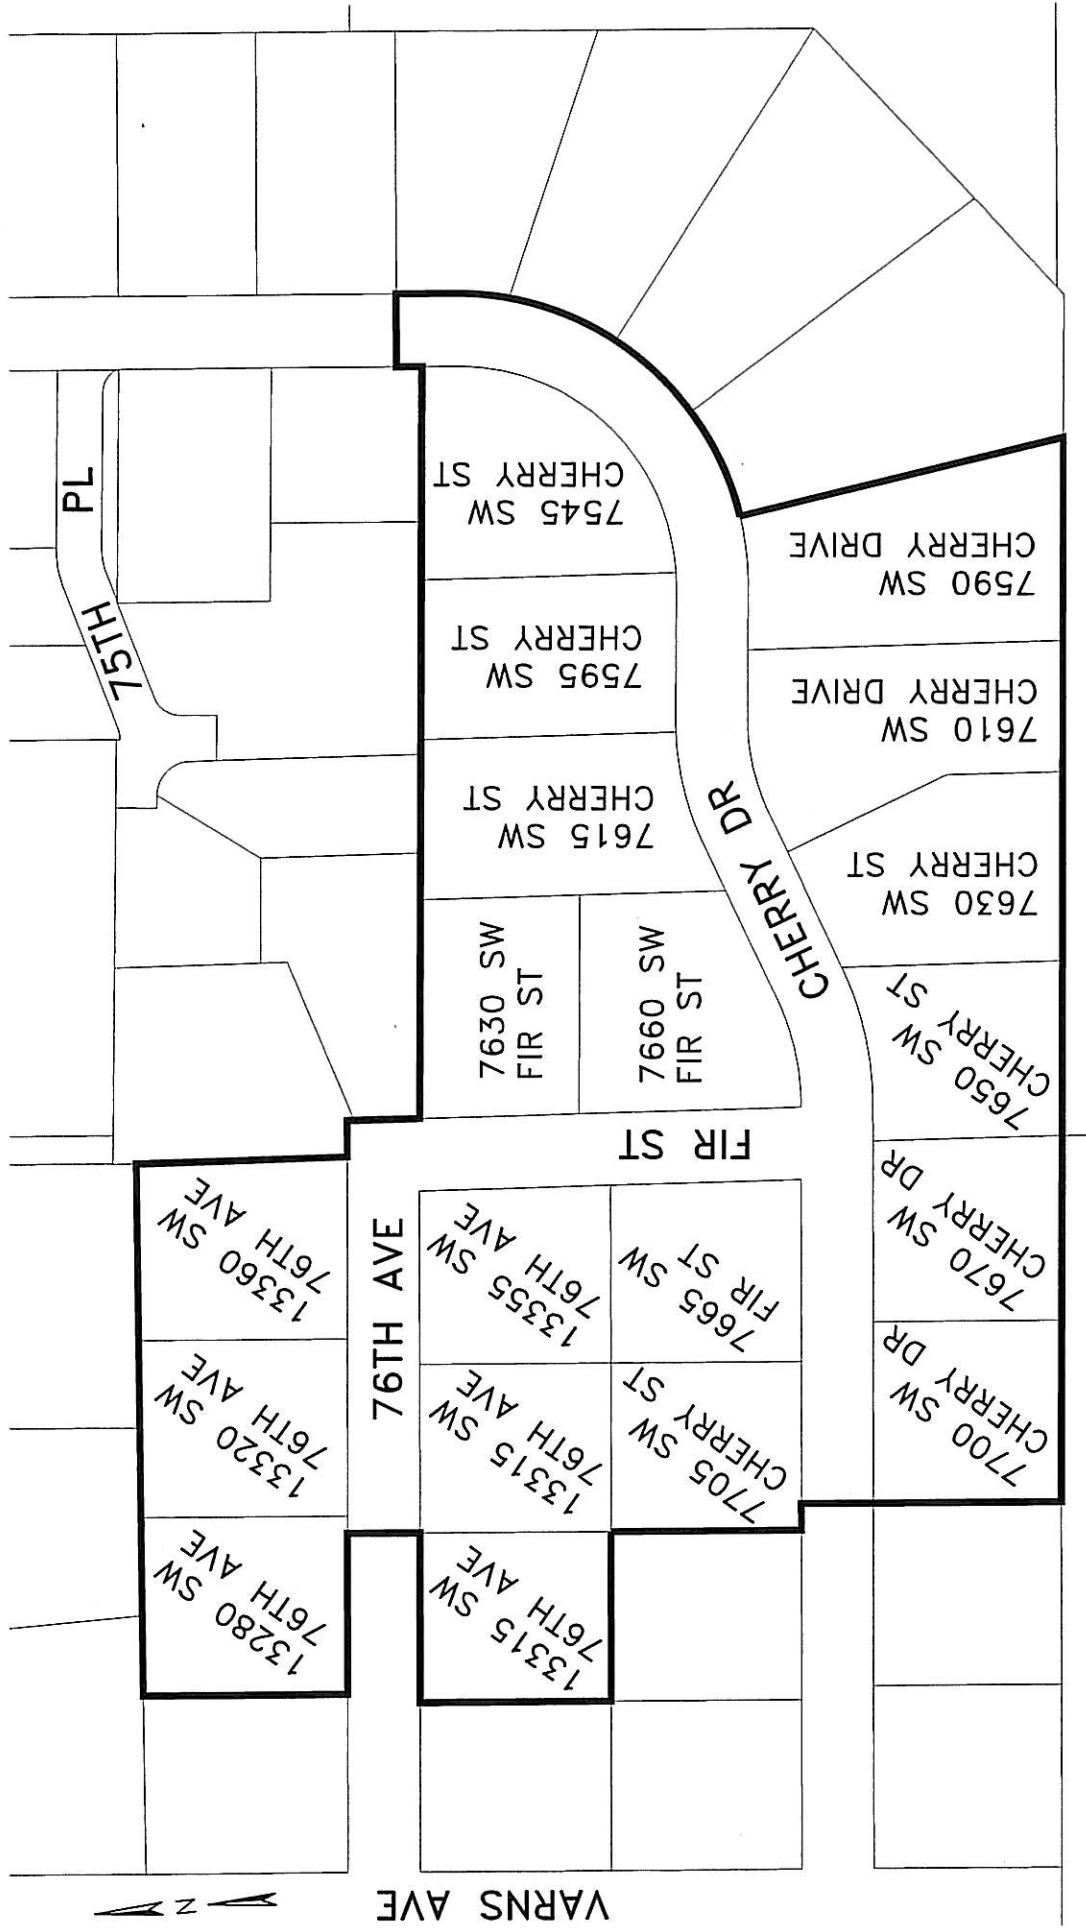 PL
75TH
7545 SW
CHERRY ST
7590 SW
CHERRY DRIVE
7595 SW
CHERRY ST
7610 SW
CHERRY DRIVE
7615 SW
CHERRY ST
CHERRY DR
7630 SW
CHERRY ST
7630 SW
FIR ST
7660 SW
FIR ST
7650 SW
CHERRY ST
FIR ST
13360 SW
76TH AVE
76TH AVE
13355 SW
76TH AVE
7665 SW
FIR ST
7670 SW
CHERRY DR
13320 SW
76TH AVE
13315 SW
76TH AVE
7705 SW
CHERRY ST
7700 SW
CHERRY DR
13280 SW
76TH AVE
13315 SW
76TH AVE
N
VARNS AVE